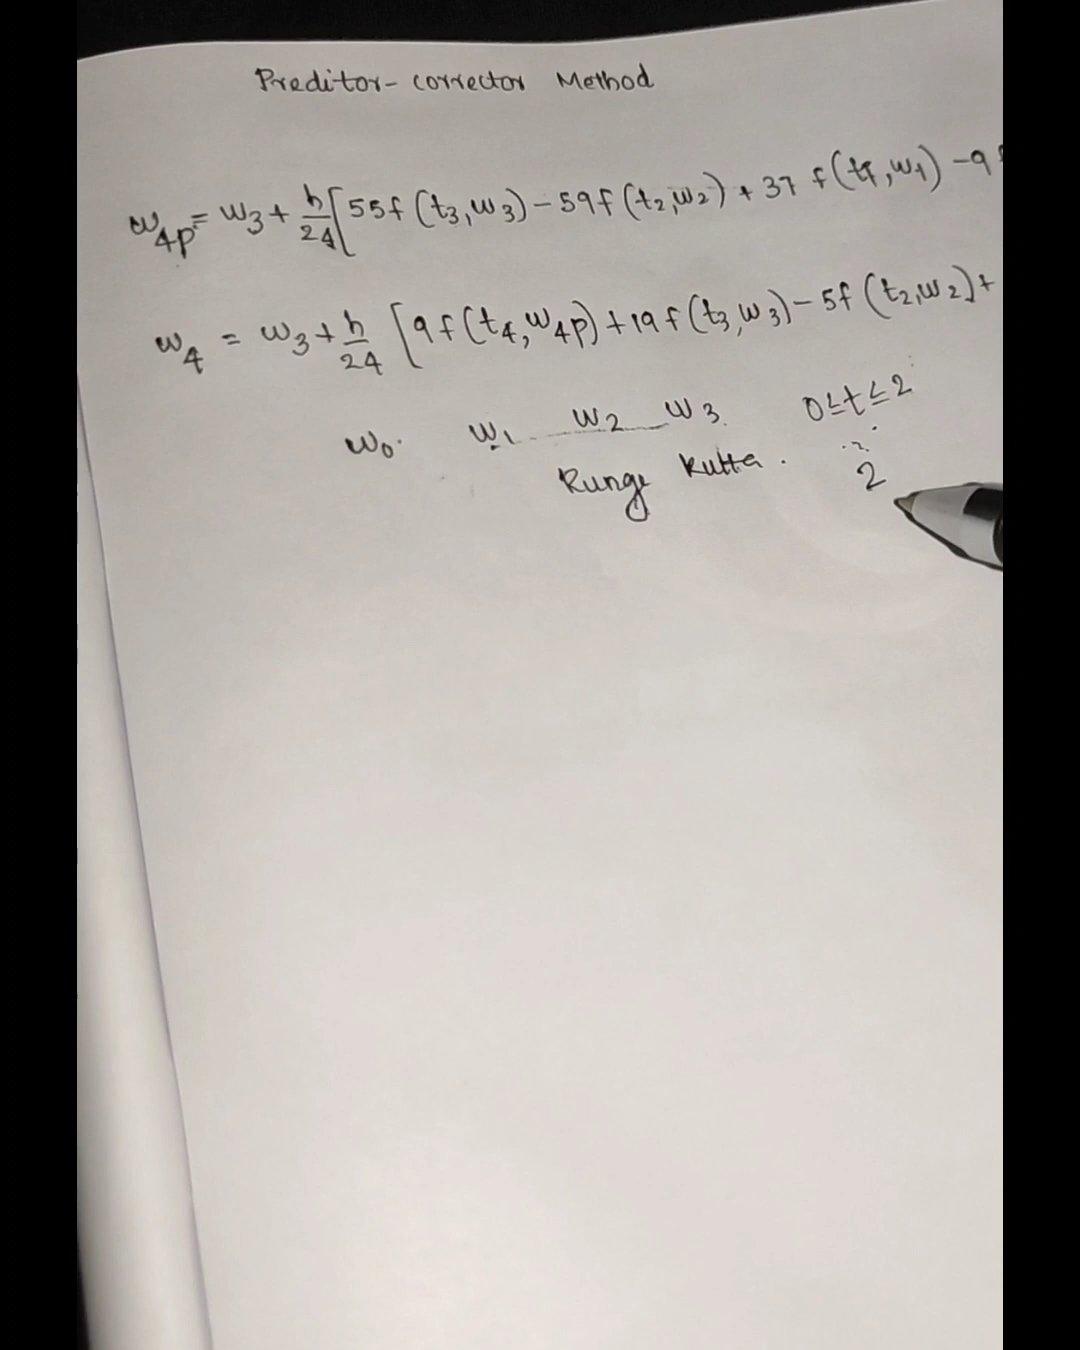 Preditor- corrector Method
w4p = w3 + h/24 [55f (t3, w3) - 59f (t2, w2) + 37 f(t1, w1) - 9
w4 = w3 + h/24 [9f(t4, w4p) + 19f (t3, w3) - 5f (t2, w2) +
w0. w1 w2 w3 0≤t≤2
Runge Kutta. 2